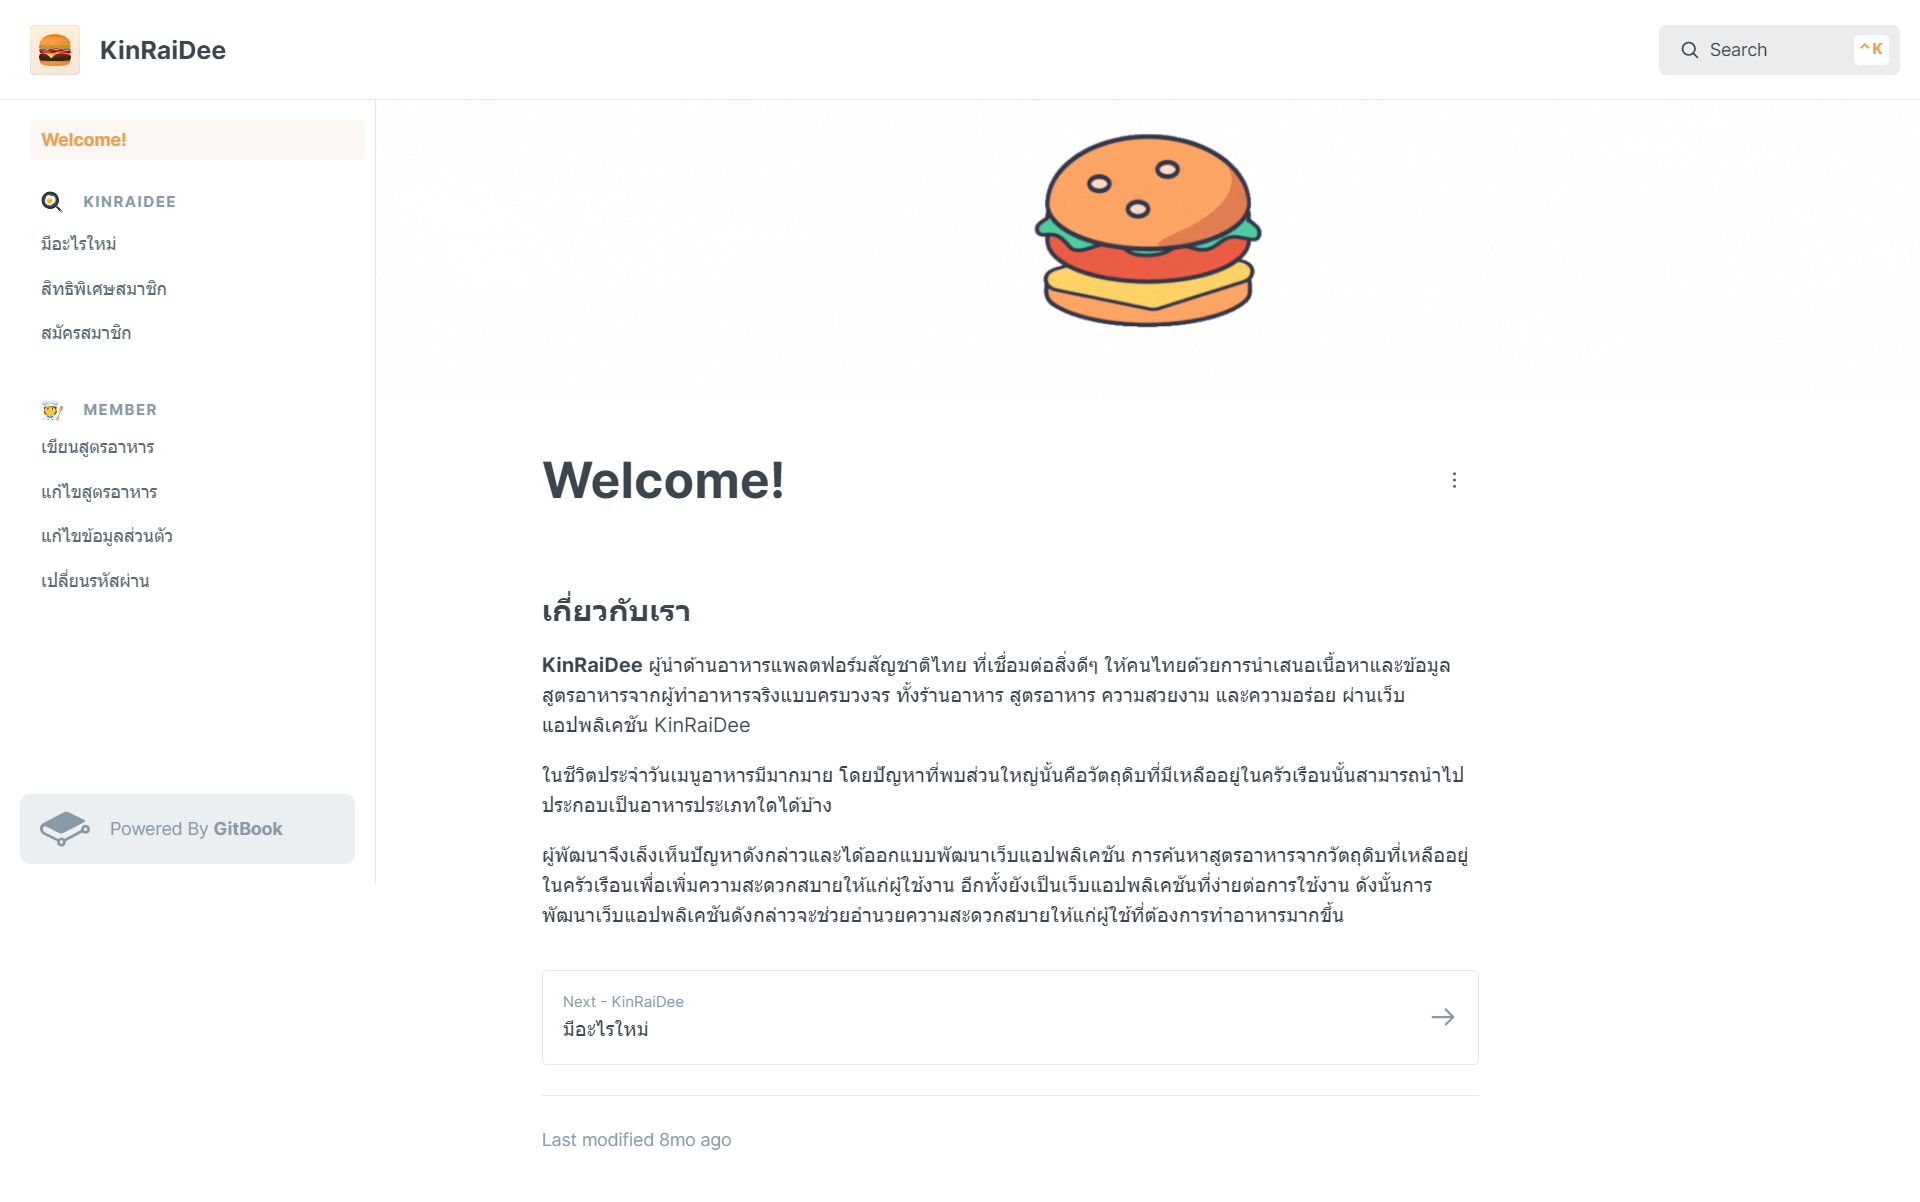 KinRaiDee
Search
^K
Welcome!
KINRAIDEE
มีอะไรใหม่
สิทธิพิเศษสมาชิก
สมัครสมาชิก
MEMBER
เขียนสูตรอาหาร
แก้ไขสูตรอาหาร
แก้ไขข้อมูลส่วนตัว
เปลี่ยนรหัสผ่าน
Powered By GitBook
Welcome!
เกี่ยวกับเรา
KinRaiDee ผู้นำด้านอาหารแพลตฟอร์มสัญชาติไทย ที่เชื่อมต่อสิ่งดีๆ ให้คนไทยด้วยการนำเสนอเนื้อหาและข้อมูล
สูตรอาหารจากผู้ทำอาหารจริงแบบครบวงจร ทั้งร้านอาหาร สูตรอาหาร ความสวยงาม และความอร่อย ผ่านเว็บ
แอปพลิเคชัน KinRaiDee
ในชีวิตประจำวันเมนูอาหารมีมากมาย โดยปัญหาที่พบส่วนใหญ่นั้นคือวัตถุดิบที่มีเหลืออยู่ในครัวเรือนนั้นสามารถนำไป
ประกอบเป็นอาหารประเภทใดได้บ้าง
ผู้พัฒนาจึงเล็งเห็นปัญหาดังกล่าวและได้ออกแบบพัฒนาเว็บแอปพลิเคชัน การค้นหาสูตรอาหารจากวัตถุดิบที่เหลืออยู่
ในครัวเรือนเพื่อเพิ่มความสะดวกสบายให้แก่ผู้ใช้งาน อีกทั้งยังเป็นเว็บแอปพลิเคชันที่ง่ายต่อการใช้งาน ดังนั้นการ
พัฒนาเว็บแอปพลิเคชันดังกล่าวจะช่วยอำนวยความสะดวกสบายให้แก่ผู้ใช้ที่ต้องการทำอาหารมากขึ้น
Next - KinRaiDee
มีอะไรใหม่
Last modified 8mo ago